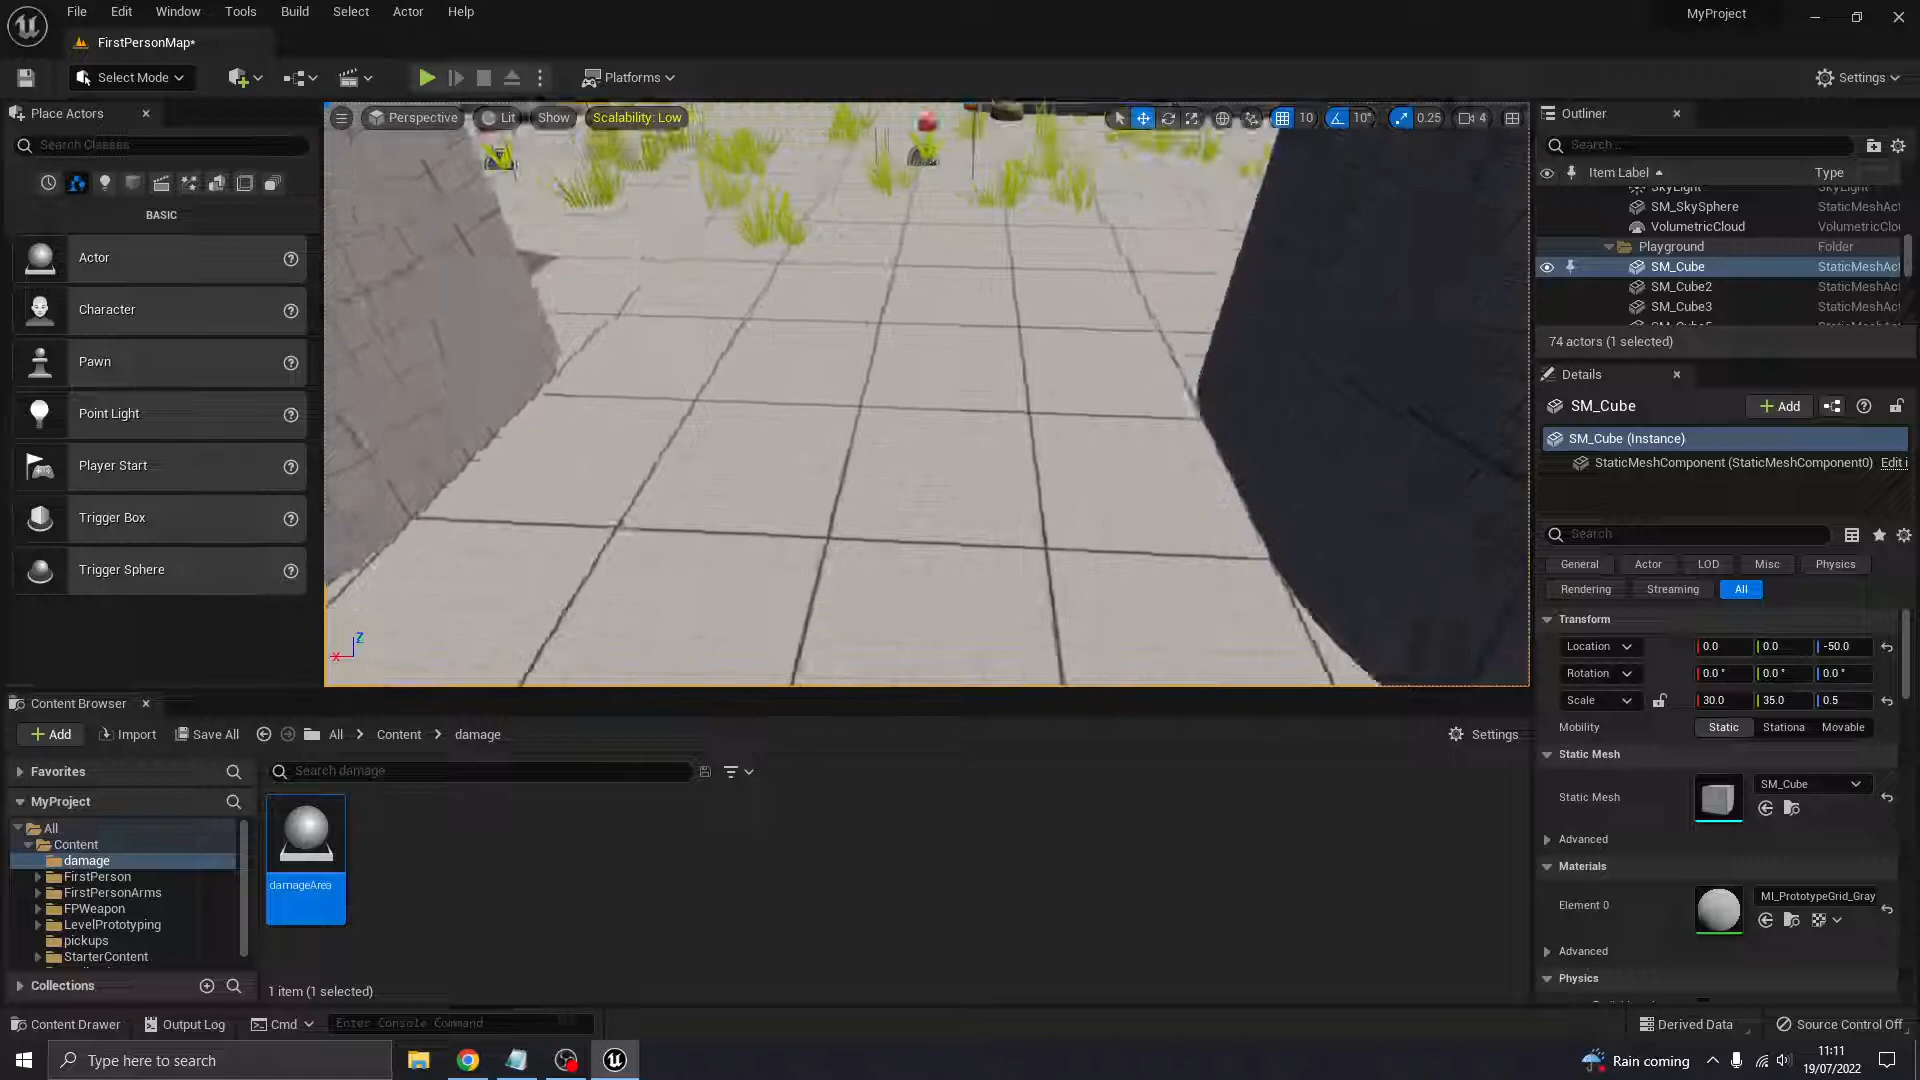 File Edit Window Tools Build Select Actor Help
MyProject
FirstPersonMap*
Select Mode
Platforms
Settings
Place Actors
Search Classes
BASIC
Actor
Character
Pawn
Point Light
Player Start
Trigger Box
Trigger Sphere
Perspective Lit Show Scalability: Low
10 10° 0.25 4
Z
X
Outliner
Search...
Item Label Type
SkyLight SkyLight
SM_SkySphere StaticMeshAct
VolumetricCloud VolumetricClou
Playground Folder
SM_Cube StaticMeshAct
SM_Cube2 StaticMeshAct
SM_Cube3 StaticMeshAct
74 actors (1 selected)
Details
SM_Cube
Add
SM_Cube (Instance)
StaticMeshComponent (StaticMeshComponent0) Edit i
Search
General Actor LOD Misc Physics
Rendering Streaming All
Transform
Location 0.0 0.0 -50.0
Rotation 0.0 ° 0.0 ° 0.0 °
Scale 30.0 35.0 0.5
Mobility Static Stationa Movable
Static Mesh
Static Mesh SM_Cube
Advanced
Materials
Element 0 MI_PrototypeGrid_Gray
Advanced
Physics
Content Browser
Add Import Save All All Content damage Settings
Favorites
Search damage
MyProject
All
Content
damage
FirstPerson
FirstPersonArms
FPWeapon
LevelPrototyping
pickups
StarterContent
Collections
damageArea
1 item (1 selected)
Content Drawer Output Log Cmd Enter Console Command
Derived Data Source Control Off
Type here to search
Rain coming
11:11
19/07/2022